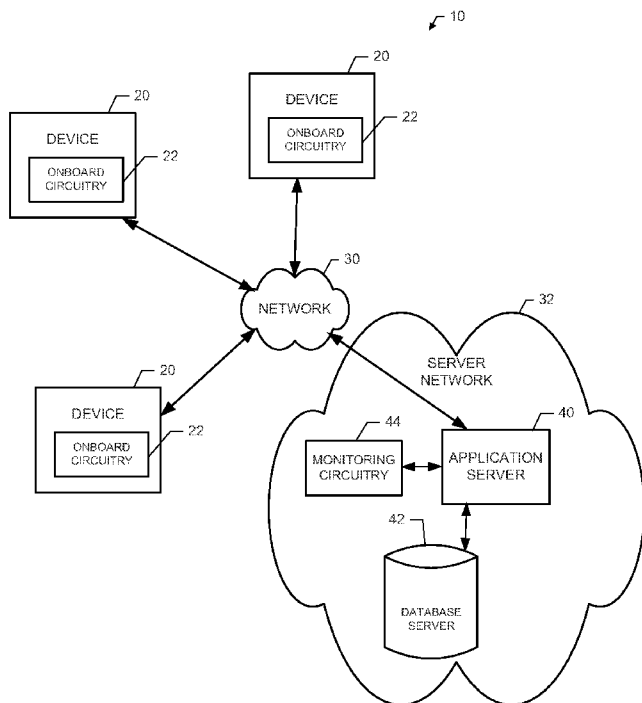 10
20
DEVICE
ONBOARD
CIRCUITRY
22
20
DEVICE
ONBOARD
CIRCUITRY
22
30
NETWORK
32
SERVER
NETWORK
20
DEVICE
ONBOARD
CIRCUITRY
22
44
MONITORING
CIRCUITRY
40
APPLICATION
SERVER
42
DATABASE
SERVER